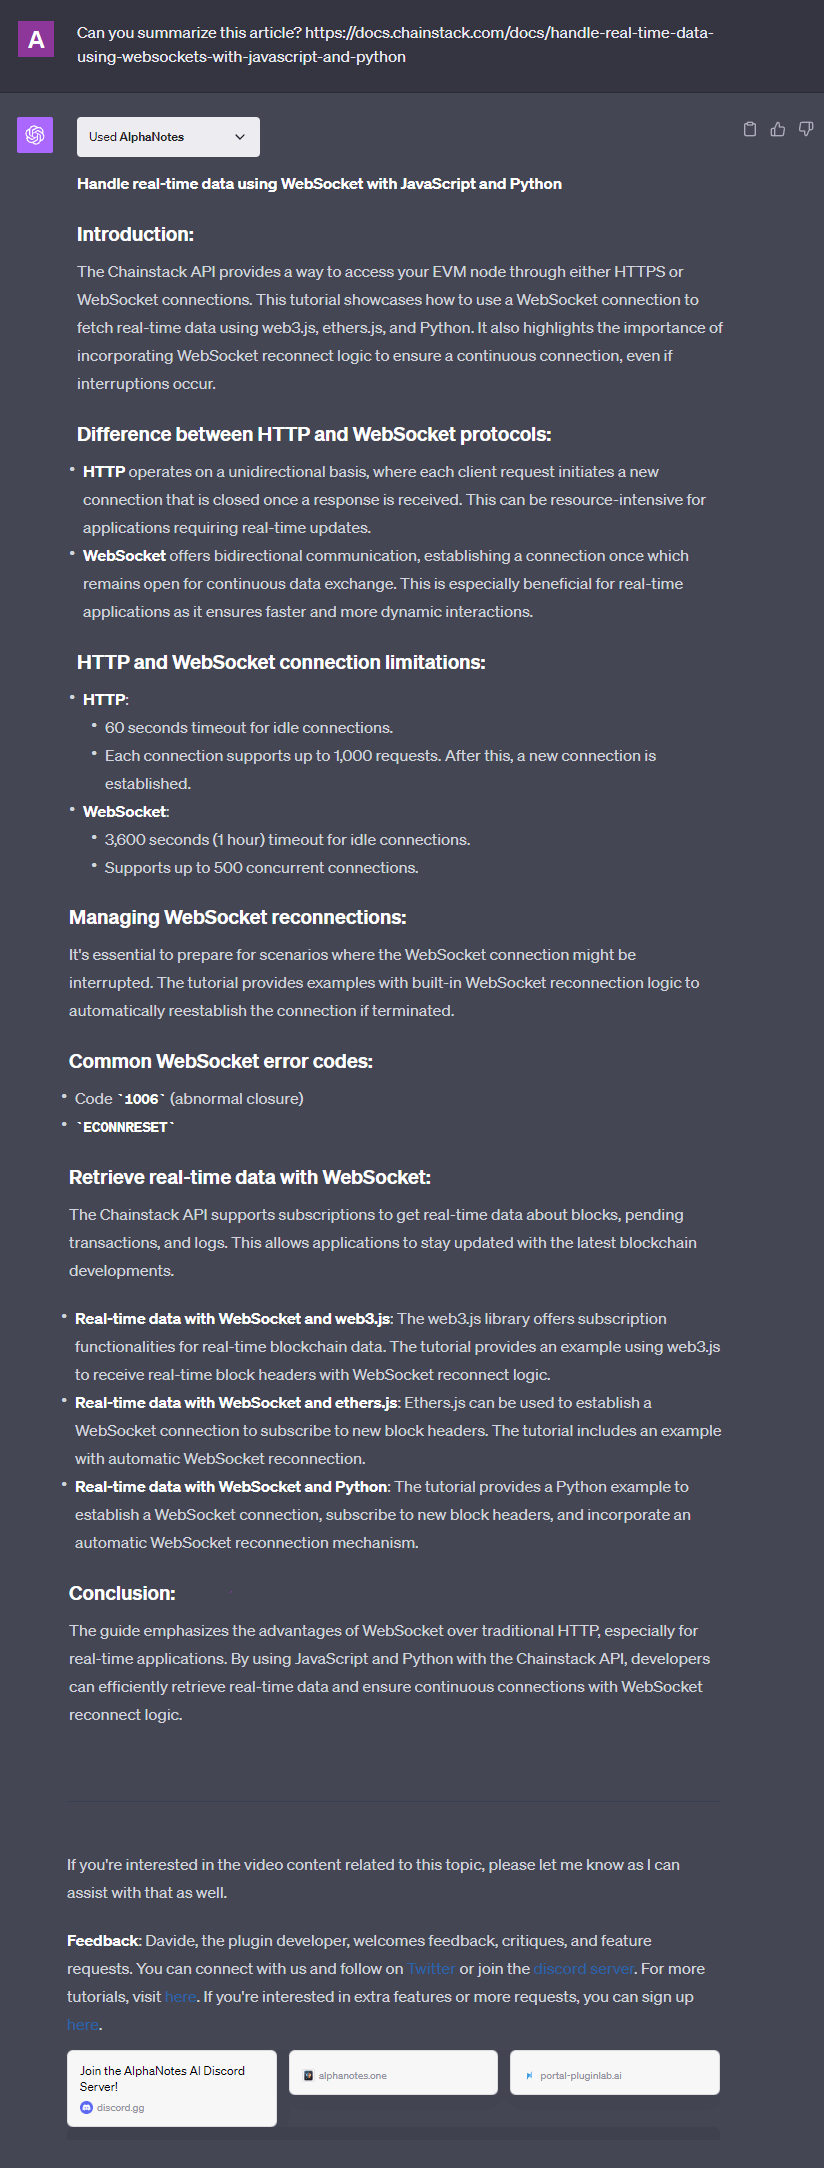 A
Can you summarize this article? https://docs.chainstack.com/docs/handle-real-time-data-
using-websockets-with-javascript-and-python
Used AlphaNotes
Handle real-time data using WebSocket with JavaScript and Python
Introduction:
The Chainstack API provides a way to access your EVM node through either HTTPS or
WebSocket connections. This tutorial showcases how to use a WebSocket connection to
fetch real-time data using web3.js, ethers.js, and Python. It also highlights the importance of
incorporating WebSocket reconnect logic to ensure a continuous connection, even if
interruptions occur.
Difference between HTTP and WebSocket protocols:
• HTTP operates on a unidirectional basis, where each client request initiates a new
connection that is closed once a response is received. This can be resource-intensive for
applications requiring real-time updates.
• WebSocket offers bidirectional communication, establishing a connection once which
remains open for continuous data exchange. This is especially beneficial for real-time
applications as it ensures faster and more dynamic interactions.
HTTP and WebSocket connection limitations:
• HTTP:
• 60 seconds timeout for idle connections.
• Each connection supports up to 1,000 requests. After this, a new connection is
established.
• WebSocket:
• 3,600 seconds (1 hour) timeout for idle connections.
• Supports up to 500 concurrent connections.
Managing WebSocket reconnections:
It's essential to prepare for scenarios where the WebSocket connection might be
interrupted. The tutorial provides examples with built-in WebSocket reconnection logic to
automatically reestablish the connection if terminated.
Common WebSocket error codes:
• Code `1006` (abnormal closure)
• `ECONNRESET`
Retrieve real-time data with WebSocket:
The Chainstack API supports subscriptions to get real-time data about blocks, pending
transactions, and logs. This allows applications to stay updated with the latest blockchain
developments.
• Real-time data with WebSocket and web3.js: The web3.js library offers subscription
functionalities for real-time blockchain data. The tutorial provides an example using web3.js
to receive real-time block headers with WebSocket reconnect logic.
• Real-time data with WebSocket and ethers.js: Ethers.js can be used to establish a
WebSocket connection to subscribe to new block headers. The tutorial includes an example
with automatic WebSocket reconnection.
• Real-time data with WebSocket and Python: The tutorial provides a Python example to
establish a WebSocket connection, subscribe to new block headers, and incorporate an
automatic WebSocket reconnection mechanism.
Conclusion:
The guide emphasizes the advantages of WebSocket over traditional HTTP, especially for
real-time applications. By using JavaScript and Python with the Chainstack API, developers
can efficiently retrieve real-time data and ensure continuous connections with WebSocket
reconnect logic.
If you're interested in the video content related to this topic, please let me know as I can
assist with that as well.
Feedback: Davide, the plugin developer, welcomes feedback, critiques, and feature
requests. You can connect with us and follow on Twitter or join the discord server. For more
tutorials, visit here. If you're interested in extra features or more requests, you can sign up
here.
Join the AlphaNotes AI Discord
Server!
discord.gg
alphanotes.one
portal-pluginlab.ai